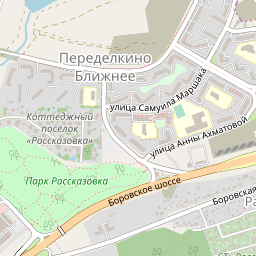 Переделкино
Ближнее
улица Самуила Маршака
Коттеджный
поселок
«Рассказовка»
улица Анны Ахматовой
Парк Рассказовка
Боровское шоссе
Боровская